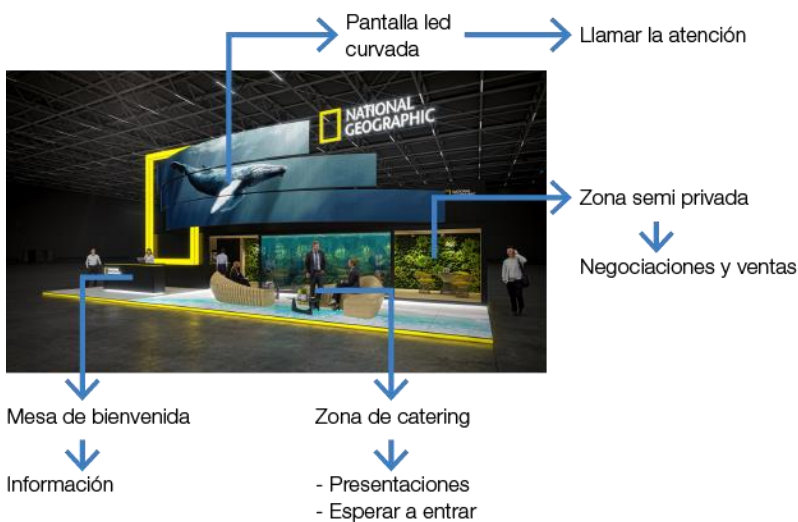 Pantalla led
curvada
Llamar la atención
NATIONAL
GEOGRAPHIC
Zona semi privada
Negociaciones y ventas
Mesa de bienvenida
Zona de catering
Información
- Presentaciones
- Esperar a entrar